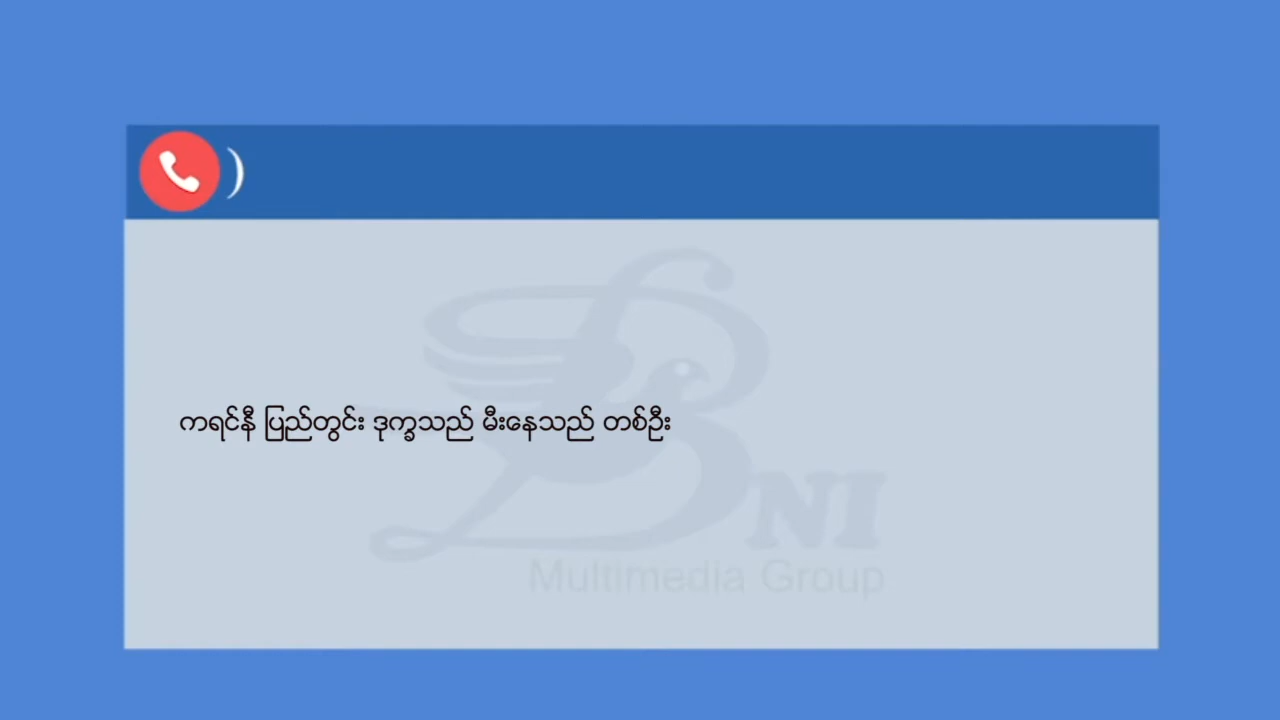 )
ကရင်နီ ပြည်တွင်း ဒုက္ခသည် မီးနေသည် တစ်ဦး
BNI
Multimedia Group